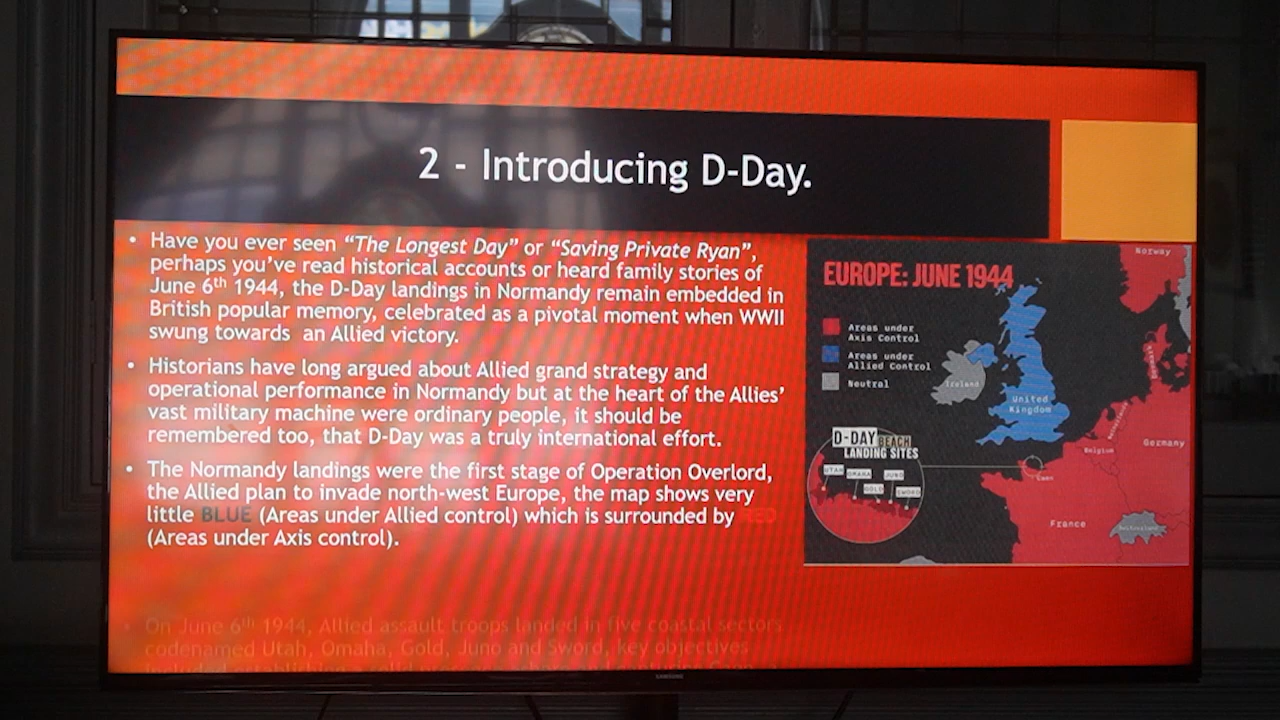 2 - Introducing D-Day.
• Have you ever seen “The Longest Day” or “Saving Private Ryan”,
perhaps you’ve read historical accounts or heard family stories of
June 6th 1944, the D-Day landings in Normandy remain embedded in
British popular memory, celebrated as a pivotal moment when WWII
swung towards an Allied victory.
• Historians have long argued about Allied grand strategy and
operational performance in Normandy but at the heart of the Allies’
vast military machine were ordinary people, it should be
remembered too, that D-Day was a truly international effort.
• The Normandy landings were the first stage of Operation Overlord,
the Allied plan to invade north-west Europe, the map shows very
little BLUE (Areas under Allied control) which is surrounded by RED
(Areas under Axis control).
• On June 6th 1944, Allied assault troops landed in five coastal sectors
codenamed Utah, Omaha, Gold, Juno and Sword, key objectives
EUROPE: JUNE 1944
Areas under
Axis Control
Areas under
Allied Control
Neutral
Norway
Ireland
United
Kingdom
Belgium
Germany
D-DAY BEACH
LANDING SITES
UTAH
OMAHA
GOLD
JUNO
SWORD
Caen
France
Switzerland
SAMSUNG